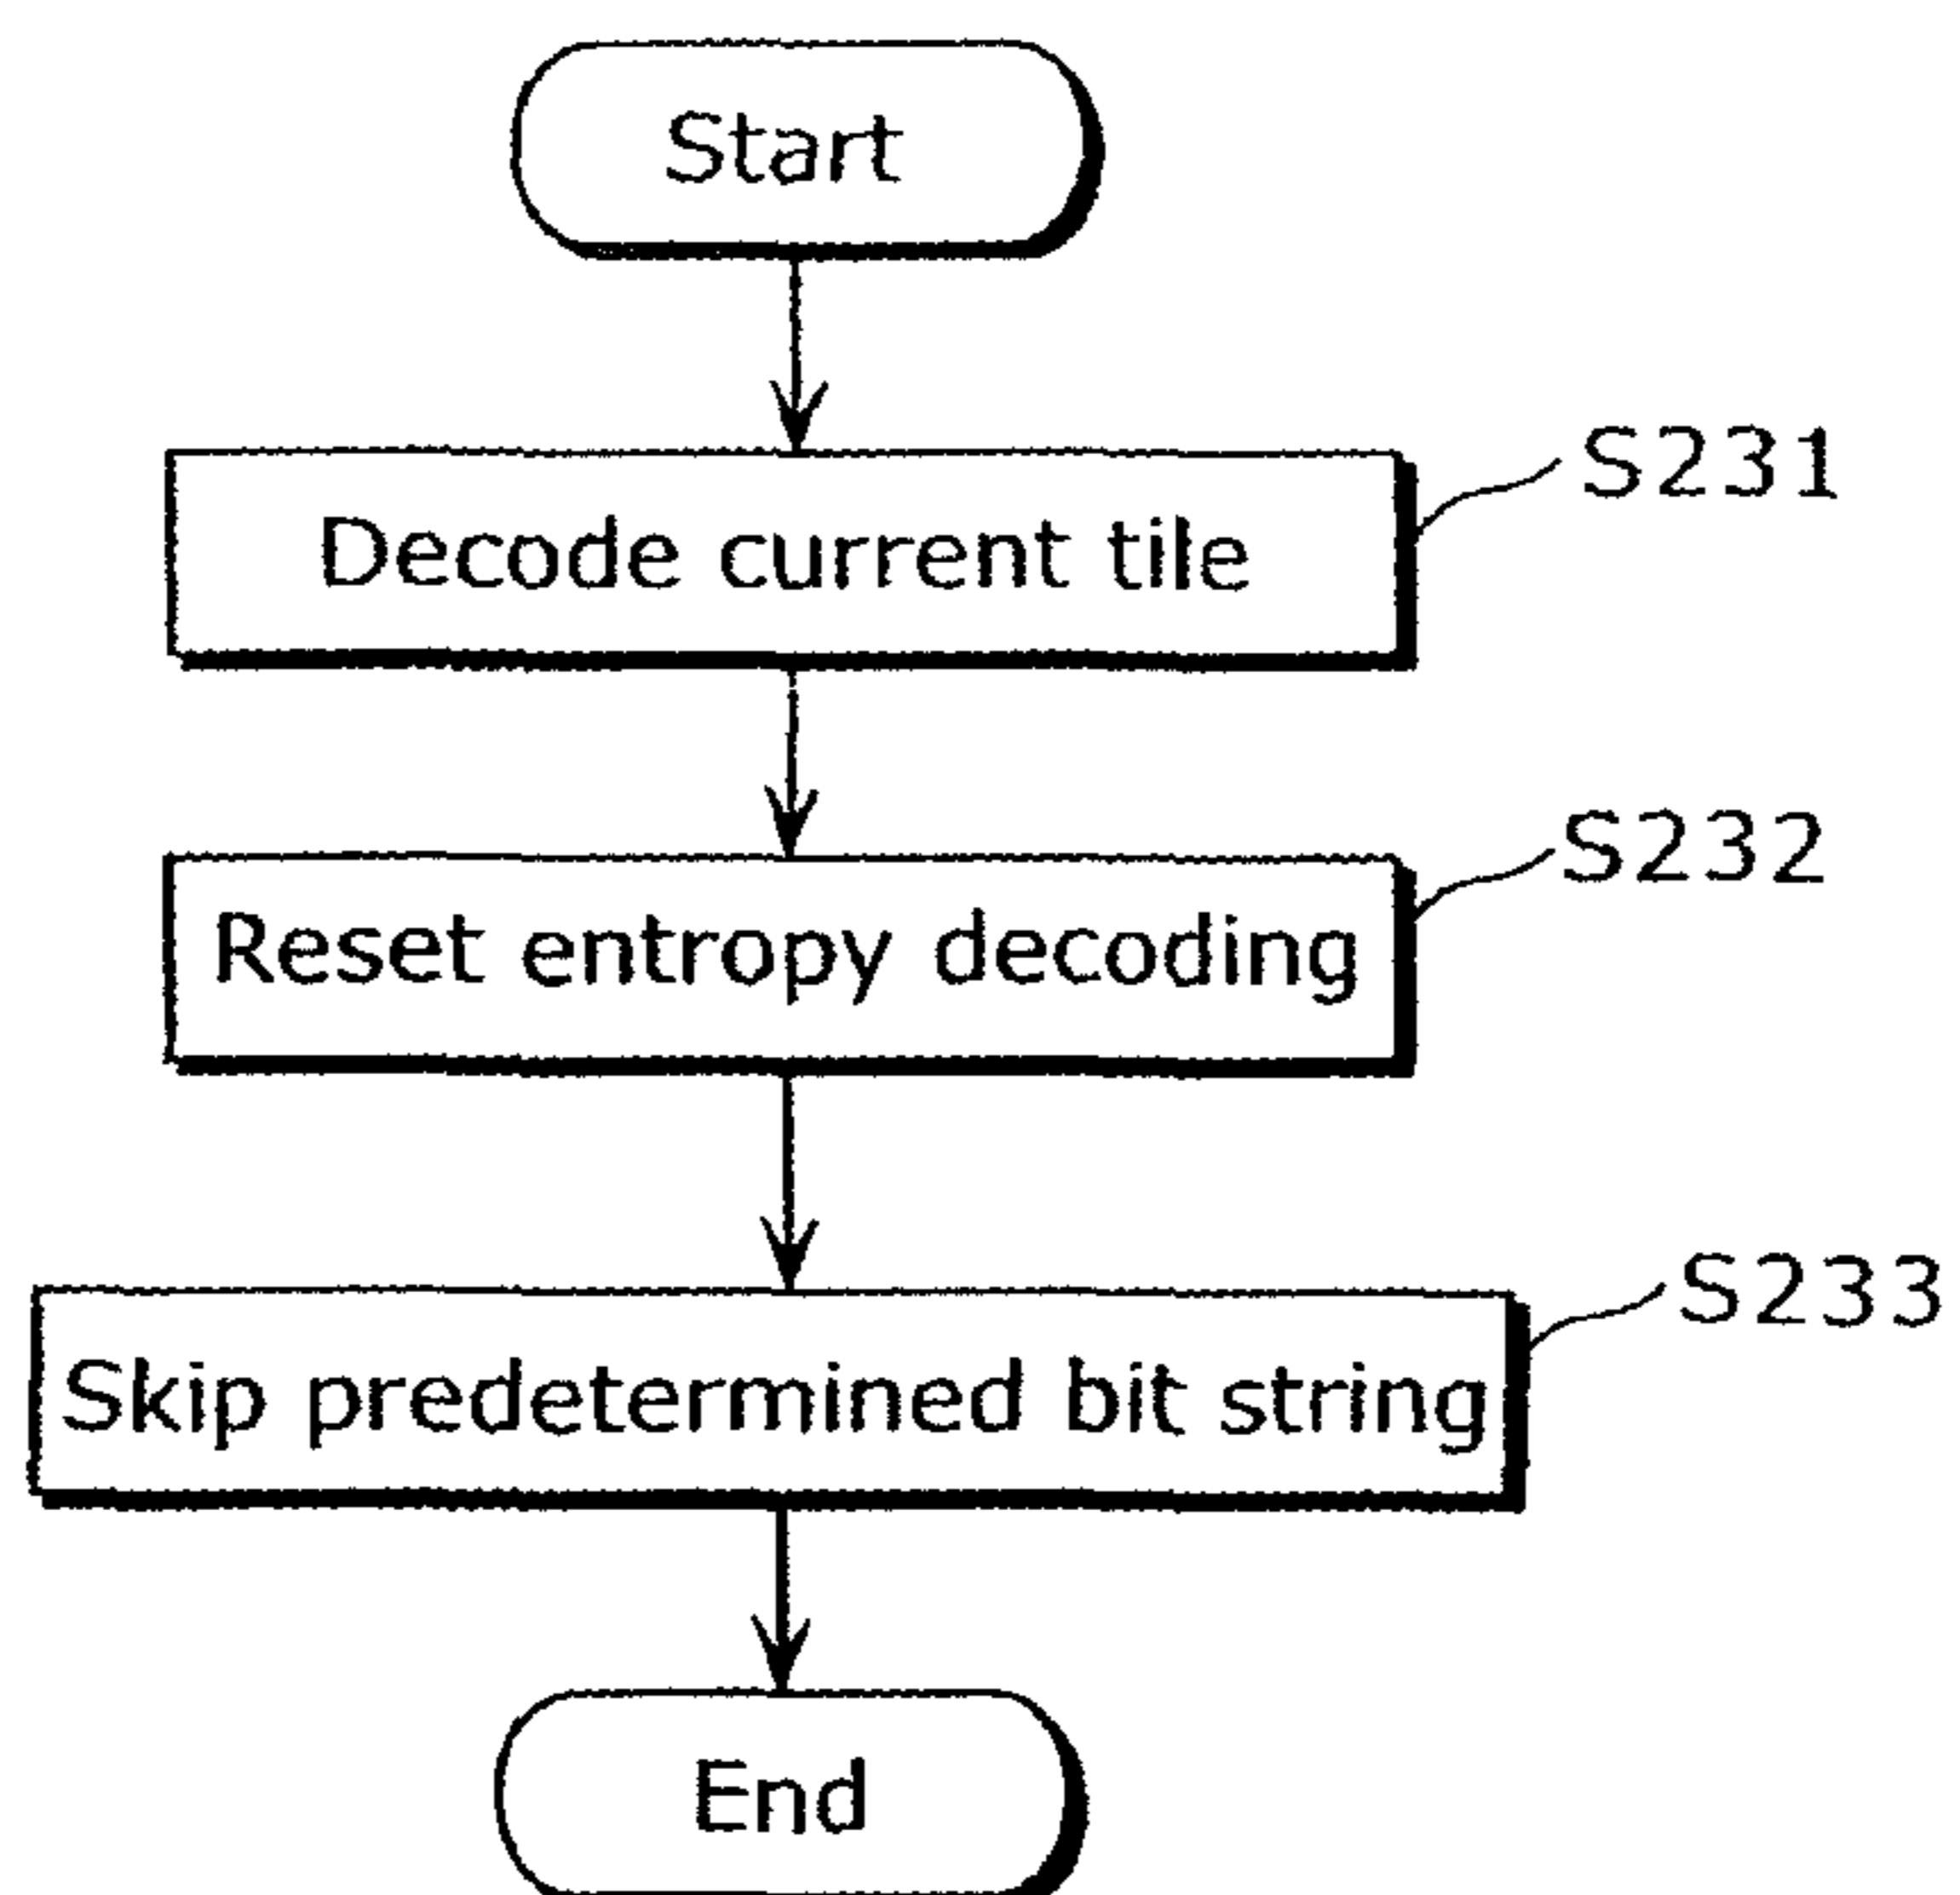 Start
Decode current tile
S231
Reset entropy decoding
S232
Skip predetermined bit string
S233
End